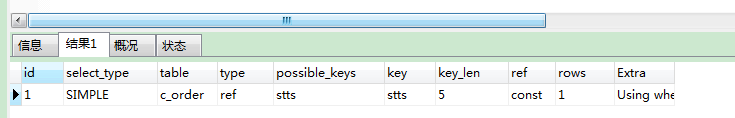 信息 结果1 概况 状态
id select_type table type possible_keys key key_len ref rows Extra
1 SIMPLE c_order ref stts stts 5 const 1 Using whe